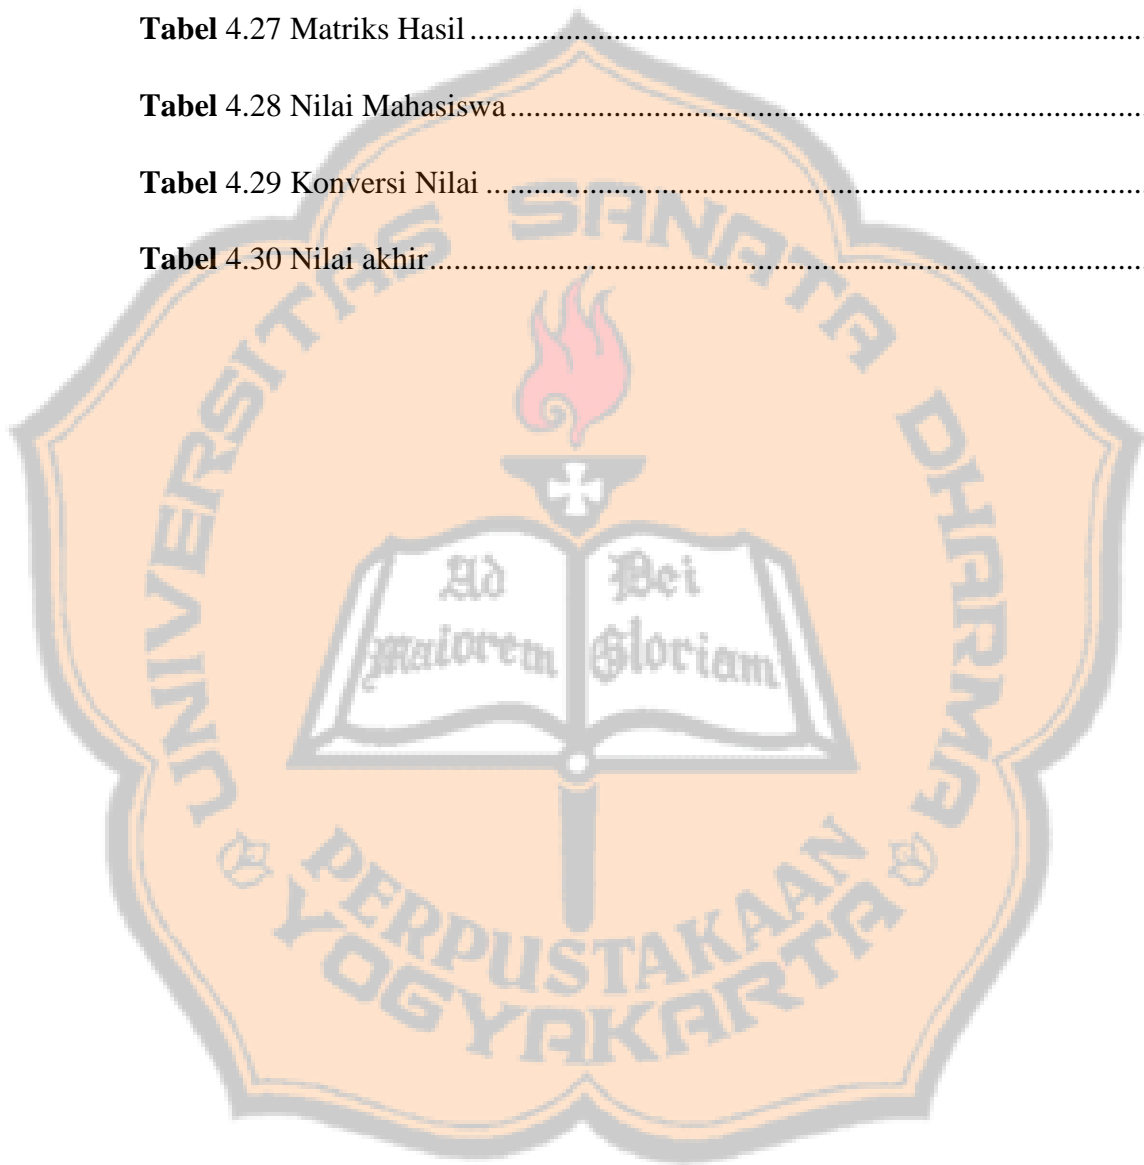 Tabel 4.27 Matriks Hasil ....................................................................................
Tabel 4.28 Nilai Mahasiswa ...............................................................................
Tabel 4.29 Konversi Nilai ..................................................................................
Tabel 4.30 Nilai akhir .........................................................................................
UNIVERSITAS SANATA DHARMA
Ad
Maiorem
Dei
Gloriam
PERPUSTAKAAN
YOGYAKARTA